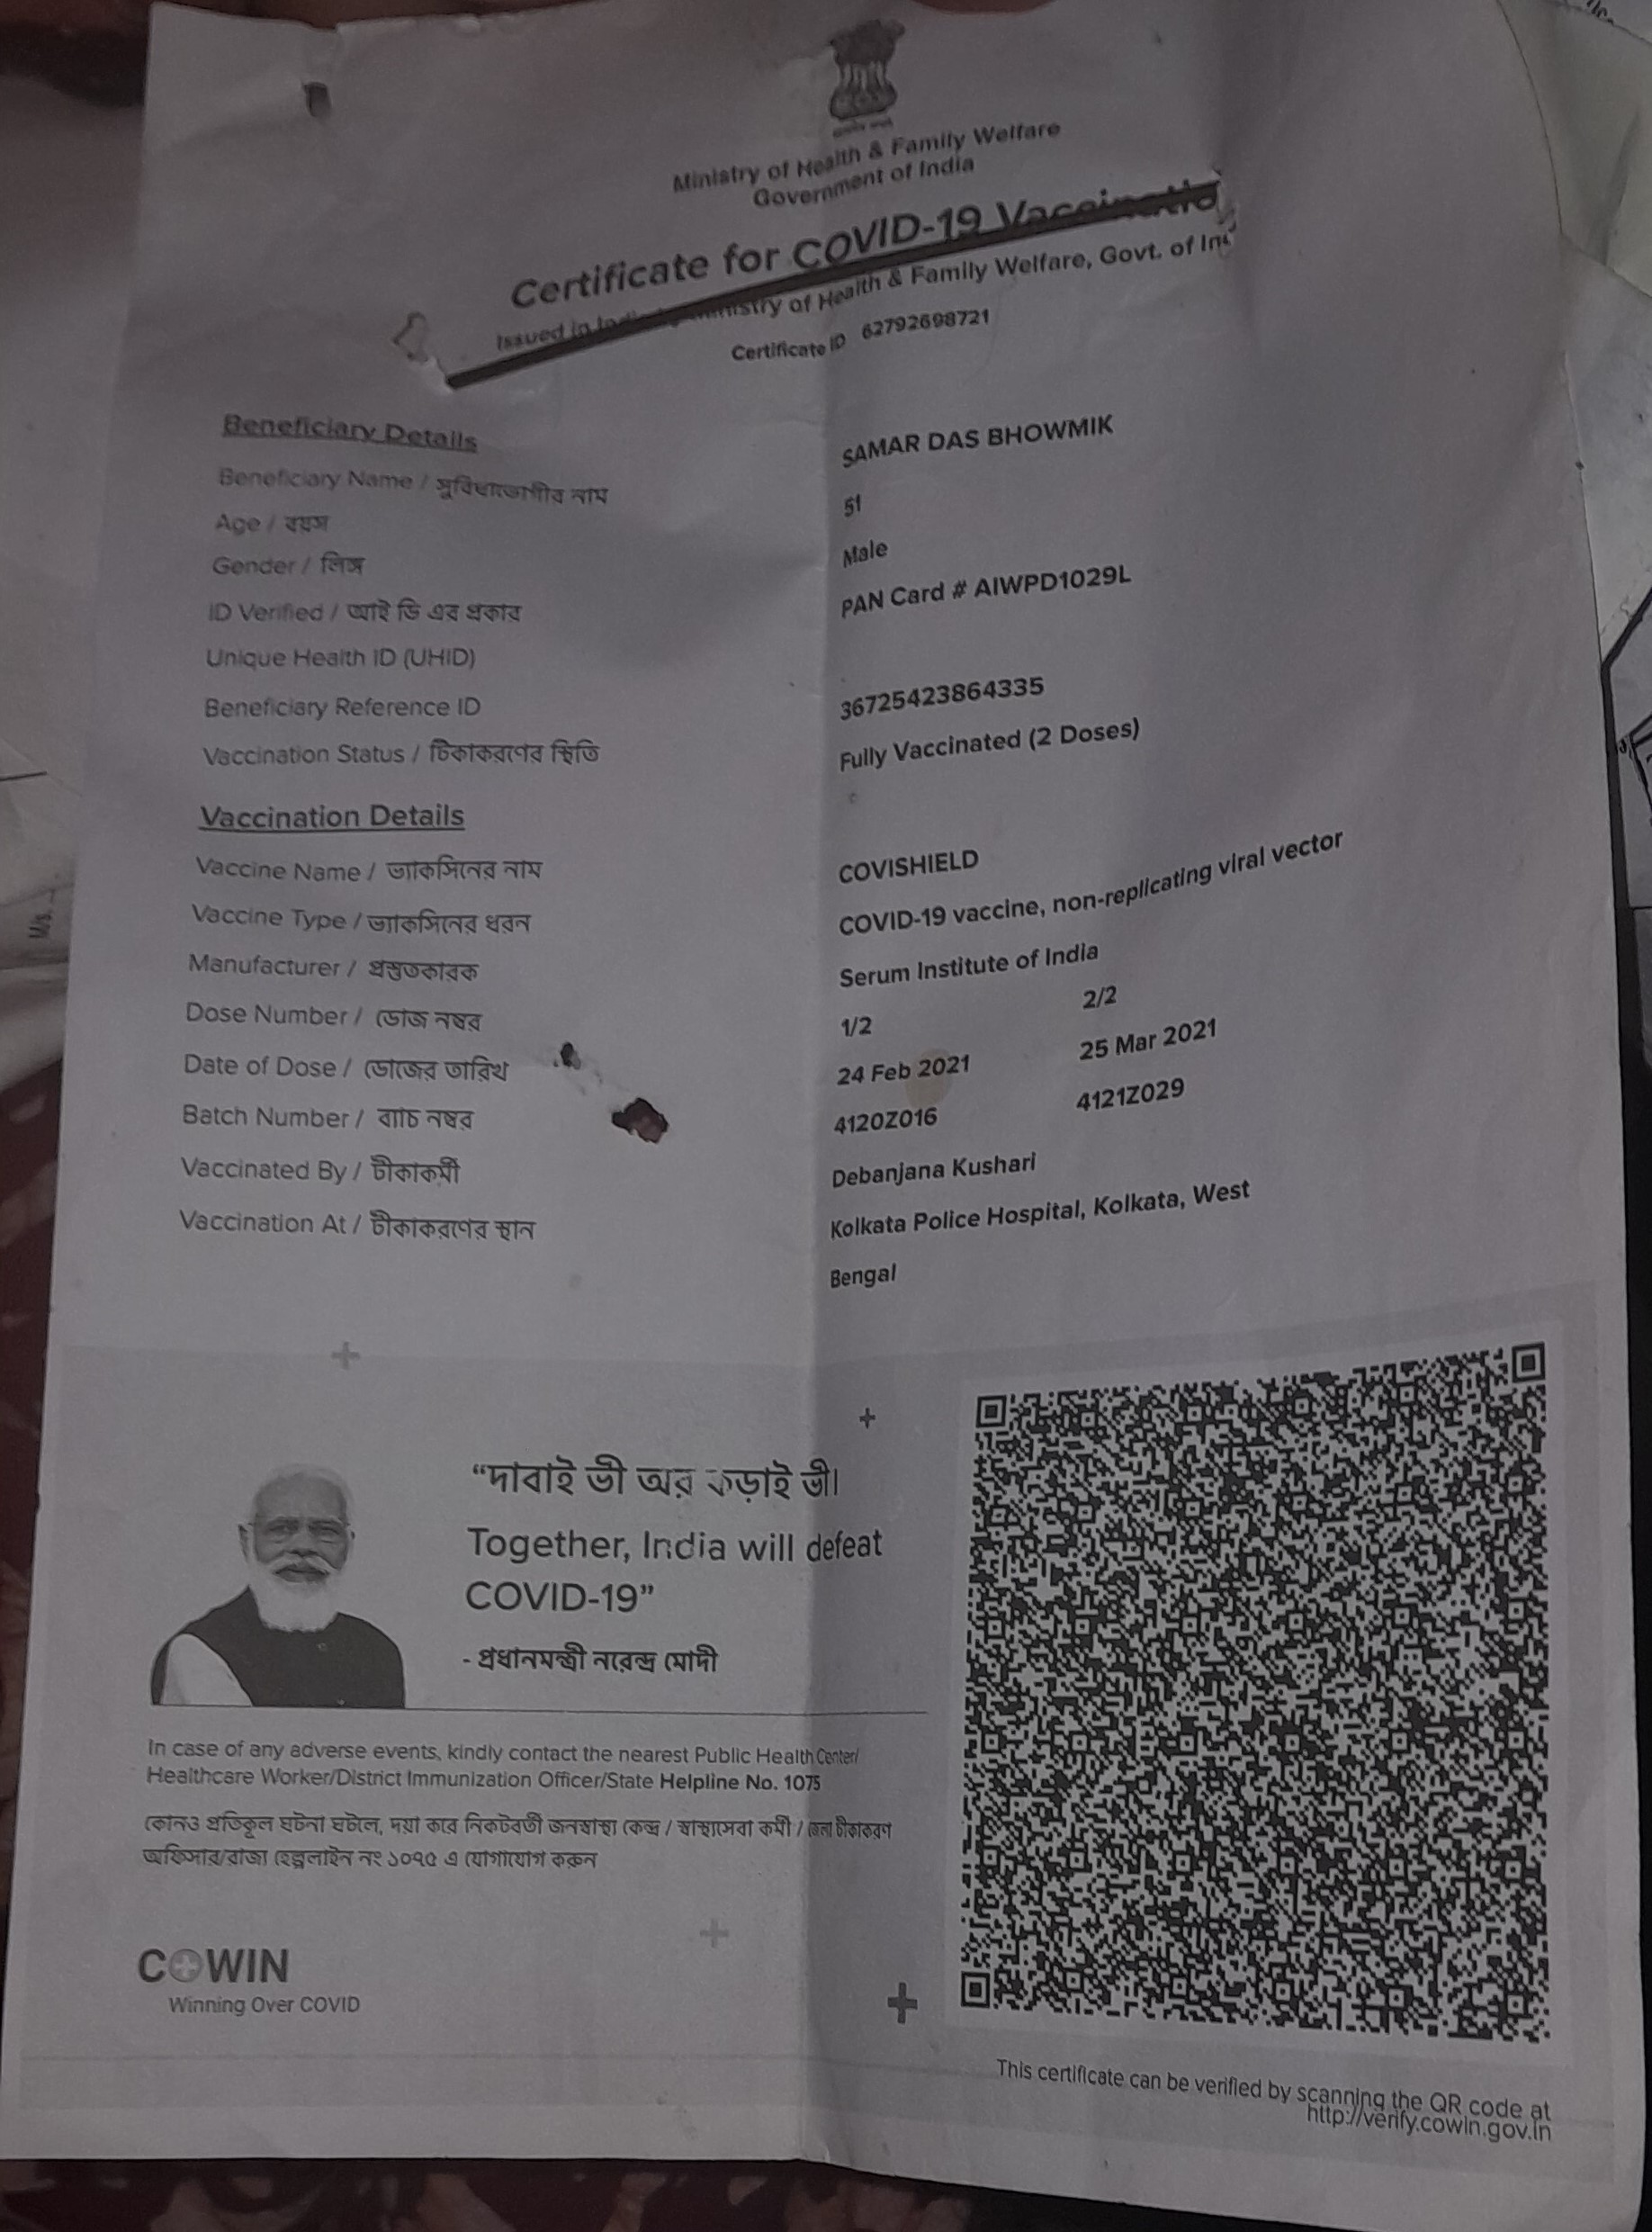 Ministry of Health & Family Welfare
Government of India
Certificate for COVID-19 Vaccinatio
Issued in India by Ministry of Health & Family Welfare, Govt. of Ind
Certificate ID 62792698721
Beneficiary Details
Beneficiary Name / সুবিধাভোগীর নাম SAMAR DAS BHOWMIK
Age / বয়স 51
Gender / লিঙ্গ Male
ID Verified / আই ডি এর প্রকার PAN Card # AIWPD1029L
Unique Health ID (UHID)
Beneficiary Reference ID 36725423864335
Vaccination Status / টিকাকরণের স্থিতি Fully Vaccinated (2 Doses)
Vaccination Details
Vaccine Name / ভ্যাকসিনের নাম COVISHIELD
Vaccine Type / ভ্যাকসিনের ধরন COVID-19 vaccine, non-replicating viral vector
Manufacturer / প্রস্তুতকারক Serum Institute of India
Dose Number / ডোজ নম্বর 1/2 2/2
Date of Dose / ডোজের তারিখ 24 Feb 2021 25 Mar 2021
Batch Number / ব্যাচ নম্বর 4120Z016 4121Z029
Vaccinated By / টীকাকর্মী Debanjana Kushari
Vaccination At / টীকাকরণের স্থান Kolkata Police Hospital, Kolkata, West
Bengal
“দাবাই ভী অর কড়াই ভী।
Together, India will defeat
COVID-19”
- প্রধানমন্ত্রী নরেন্দ্র মোদী
In case of any adverse events, kindly contact the nearest Public Health Center/
Healthcare Worker/District Immunization Officer/State Helpline No. 1075
কোনও প্রতিকূল ঘটনা ঘটলে, দয়া করে নিকটবর্তী জনস্বাস্থ্য কেন্দ্র / স্বাস্থ্যসেবা কর্মী / জেলা টীকাকরণ
অফিসার/রাজ্য হেল্পলাইন নং ১০৭৫ এ যোগাযোগ করুন
COWIN
Winning Over COVID
This certificate can be verified by scanning the QR code at
http://verify.cowin.gov.in